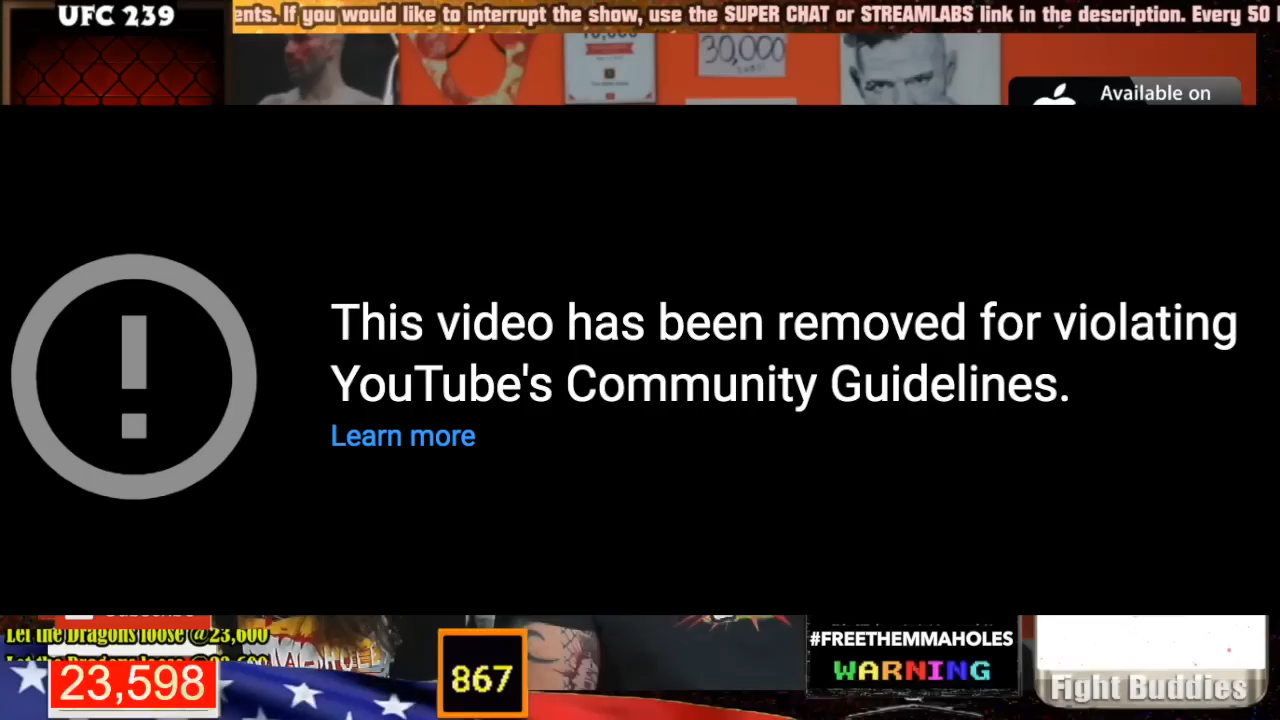 UFC 239
ents. If you would like to interrupt the show, use the SUPER CHAT or STREAMLABS link in the description. Every 50
30,000
Available on
This video has been removed for violating
YouTube's Community Guidelines.
Learn more
Let the Dragons loose @23,600
#FREETHEMMAHOLES
WARNING
867
23,598
Fight Buddies